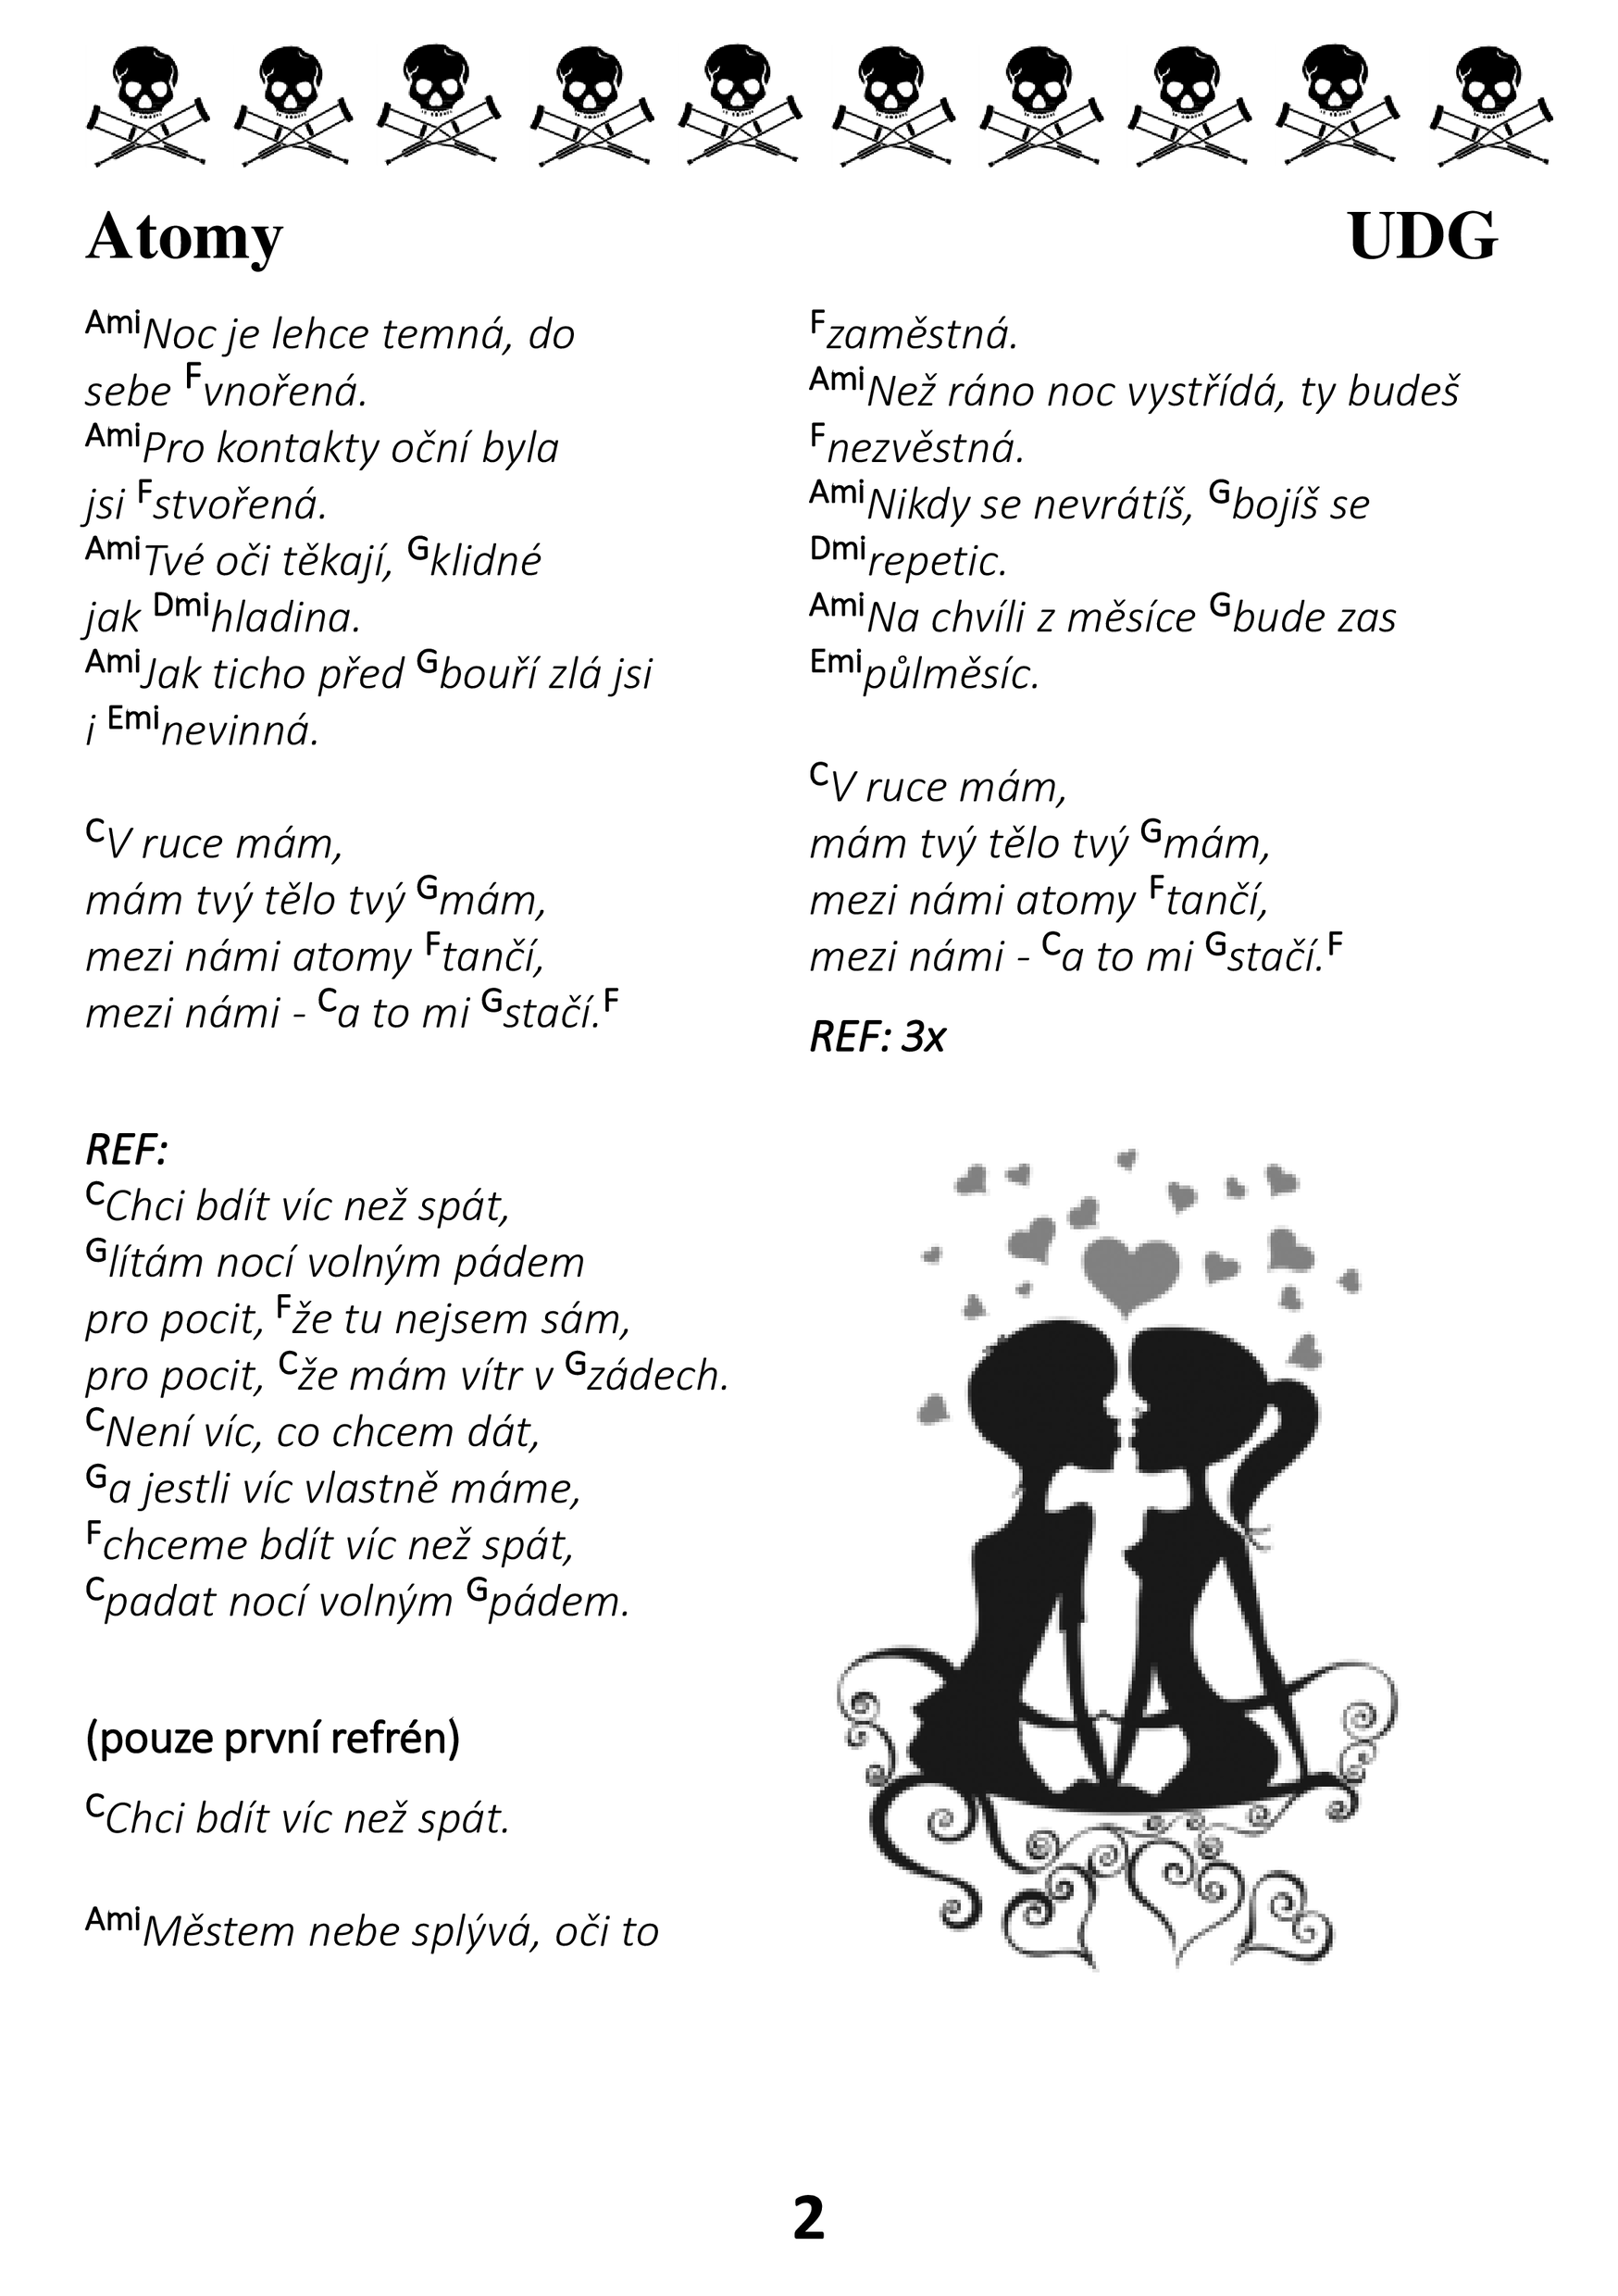 Atomy UDG
AmiNoc je lehce temná, do
sebe Fvnořená.
AmiPro kontakty oční byla
jsi Fstvořená.
AmiTvé oči těkají, Gklidné
jak Dmihladina.
AmiJak ticho před Gbouří zlá jsi
i Eminevinná.
CV ruce mám,
mám tvý tělo tvý Gmám,
mezi námi atomy Ftančí,
mezi námi - Ca to mi Gstačí.F
REF:
CChci bdít víc než spát,
Glítám nocí volným pádem
pro pocit, Fže tu nejsem sám,
pro pocit, Cže mám vítr v Gzádech.
CNení víc, co chcem dát,
Ga jestli víc vlastně máme,
Fchceme bdít víc než spát,
Cpadat nocí volným Gpádem.
(pouze první refrén)
CChci bdít víc než spát.
AmiMěstem nebe splývá, oči to
Fzaměstná.
AmiNež ráno noc vystřídá, ty budeš
Fnezvěstná.
AmiNikdy se nevrátíš, Gbojíš se
Dmirepetic.
AmiNa chvíli z měsíce Gbude zas
Emipůlměsíc.
CV ruce mám,
mám tvý tělo tvý Gmám,
mezi námi atomy Ftančí,
mezi námi - Ca to mi Gstačí.F
REF: 3x
2